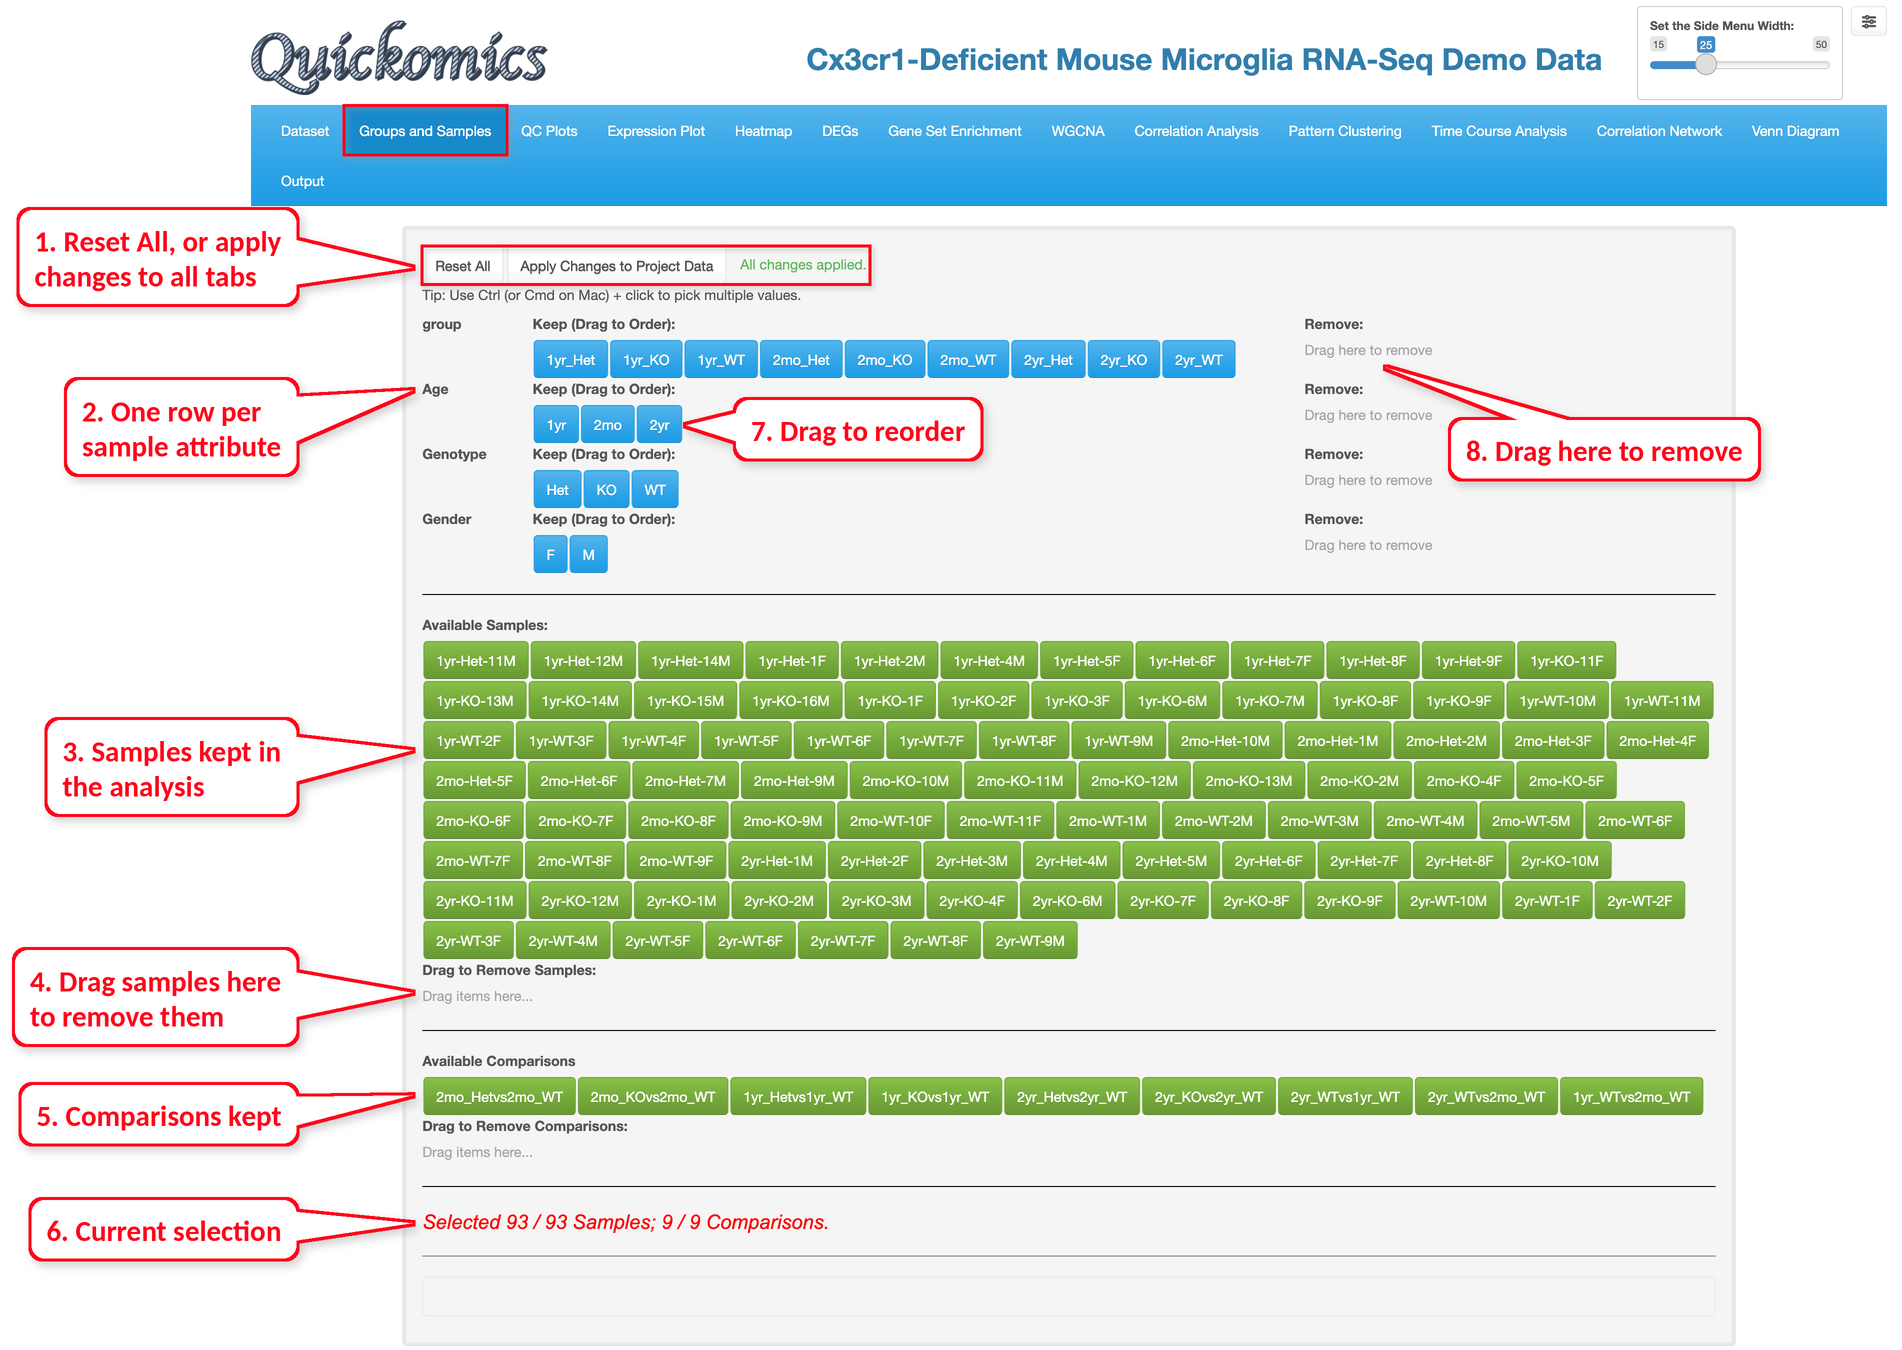 Quickomics
Cx3cr1-Deficient Mouse Microglia RNA-Seq Demo Data
Set the Side Menu Width:
15 25 50
Dataset Groups and Samples QC Plots Expression Plot Heatmap DEGs Gene Set Enrichment WGCNA Correlation Analysis Pattern Clustering Time Course Analysis Correlation Network Venn Diagram
Output
1. Reset All, or apply
changes to all tabs
Reset All Apply Changes to Project Data All changes applied.
Tip: Use Ctrl (or Cmd on Mac) + click to pick multiple values.
group Keep (Drag to Order): Remove:
1yr_Het 1yr_KO 1yr_WT 2mo_Het 2mo_KO 2mo_WT 2yr_Het 2yr_KO 2yr_WT Drag here to remove
2. One row per
sample attribute
Age Keep (Drag to Order): Remove:
1yr 2mo 2yr Drag here to remove
7. Drag to reorder
8. Drag here to remove
Genotype Keep (Drag to Order): Remove:
Het KO WT Drag here to remove
Gender Keep (Drag to Order): Remove:
F M Drag here to remove
Available Samples:
1yr-Het-11M 1yr-Het-12M 1yr-Het-14M 1yr-Het-1F 1yr-Het-2M 1yr-Het-4M 1yr-Het-5F 1yr-Het-6F 1yr-Het-7F 1yr-Het-8F 1yr-Het-9F 1yr-KO-11F
1yr-KO-13M 1yr-KO-14M 1yr-KO-15M 1yr-KO-16M 1yr-KO-1F 1yr-KO-2F 1yr-KO-3F 1yr-KO-6M 1yr-KO-7M 1yr-KO-8F 1yr-KO-9F 1yr-WT-10M 1yr-WT-11M
1yr-WT-2F 1yr-WT-3F 1yr-WT-4F 1yr-WT-5F 1yr-WT-6F 1yr-WT-7F 1yr-WT-8F 1yr-WT-9M 2mo-Het-10M 2mo-Het-1M 2mo-Het-2M 2mo-Het-3F 2mo-Het-4F
3. Samples kept in
the analysis
2mo-Het-5F 2mo-Het-6F 2mo-Het-7M 2mo-Het-9M 2mo-KO-10M 2mo-KO-11M 2mo-KO-12M 2mo-KO-13M 2mo-KO-2M 2mo-KO-4F 2mo-KO-5F
2mo-KO-6F 2mo-KO-7F 2mo-KO-8F 2mo-KO-9M 2mo-WT-10F 2mo-WT-11F 2mo-WT-1M 2mo-WT-2M 2mo-WT-3M 2mo-WT-4M 2mo-WT-5M 2mo-WT-6F
2mo-WT-7F 2mo-WT-8F 2mo-WT-9F 2yr-Het-1M 2yr-Het-2F 2yr-Het-3M 2yr-Het-4M 2yr-Het-5M 2yr-Het-6F 2yr-Het-7F 2yr-Het-8F 2yr-KO-10M
2yr-KO-11M 2yr-KO-12M 2yr-KO-1M 2yr-KO-2M 2yr-KO-3M 2yr-KO-4F 2yr-KO-6M 2yr-KO-7F 2yr-KO-8F 2yr-KO-9F 2yr-WT-10M 2yr-WT-1F 2yr-WT-2F
2yr-WT-3F 2yr-WT-4M 2yr-WT-5F 2yr-WT-6F 2yr-WT-7F 2yr-WT-8F 2yr-WT-9M
4. Drag samples here
to remove them
Drag to Remove Samples:
Drag items here...
Available Comparisons
5. Comparisons kept
2mo_Hetvs2mo_WT 2mo_KOvs2mo_WT 1yr_Hetvs1yr_WT 1yr_KOvs1yr_WT 2yr_Hetvs2yr_WT 2yr_KOvs2yr_WT 2yr_WTvs1yr_WT 2yr_WTvs2mo_WT 1yr_WTvs2mo_WT
Drag to Remove Comparisons:
Drag items here...
6. Current selection
Selected 93 / 93 Samples; 9 / 9 Comparisons.